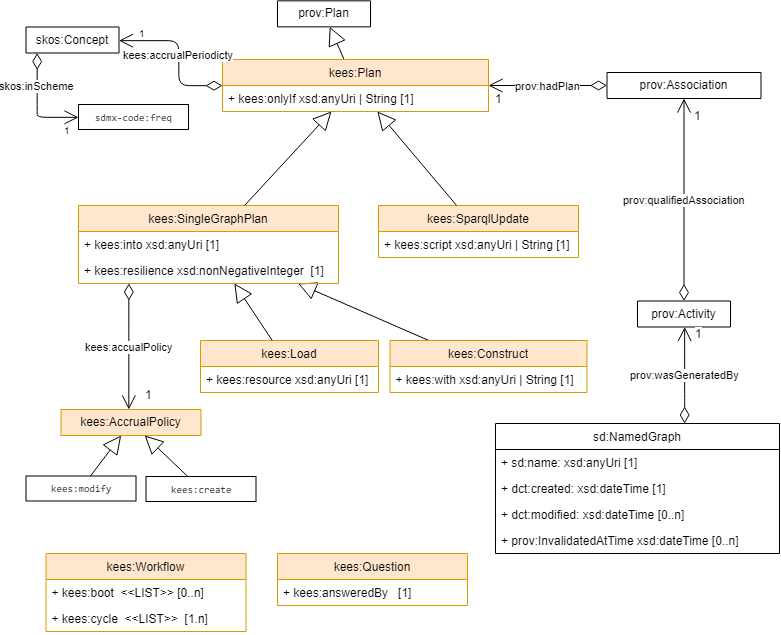 prov:Plan
skos:Concept
1
kees:accrualPeriodicty
kees:Plan
+ kees:onlyIf xsd:anyUri | String [1]
1
prov:hadPlan
prov:Association
skos:inScheme
1
sdmx-code:freq
1
prov:qualifiedAssociation
kees:SingleGraphPlan
+ kees:into xsd:anyUri [1]
+ kees:resilience xsd:nonNegativeInteger [1]
kees:SparqlUpdate
+ kees:script xsd:anyUri | String [1]
prov:Activity
1
prov:wasGeneratedBy
kees:accualPolicy
1
kees:Load
+ kees:resource xsd:anyUri [1]
kees:Construct
+ kees:with xsd:anyUri | String [1]
kees:AccrualPolicy
kees:modify
kees:create
sd:NamedGraph
+ sd:name: xsd:anyUri [1]
+ dct:created: xsd:dateTime [1]
+ dct:modified: xsd:dateTime [0..n]
+ prov:InvalidatedAtTime xsd:dateTime [0..n]
kees:Workflow
+ kees:boot <<LIST>> [0..n]
+ kees:cycle <<LIST>> [1.n]
kees:Question
+ kees:answeredBy [1]